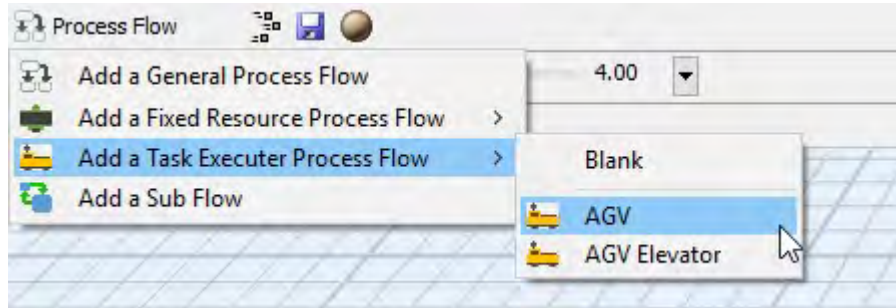 Process Flow
Add a General Process Flow
4.00
Add a Fixed Resource Process Flow >
Add a Task Executer Process Flow >
Blank
Add a Sub Flow
AGV
AGV Elevator